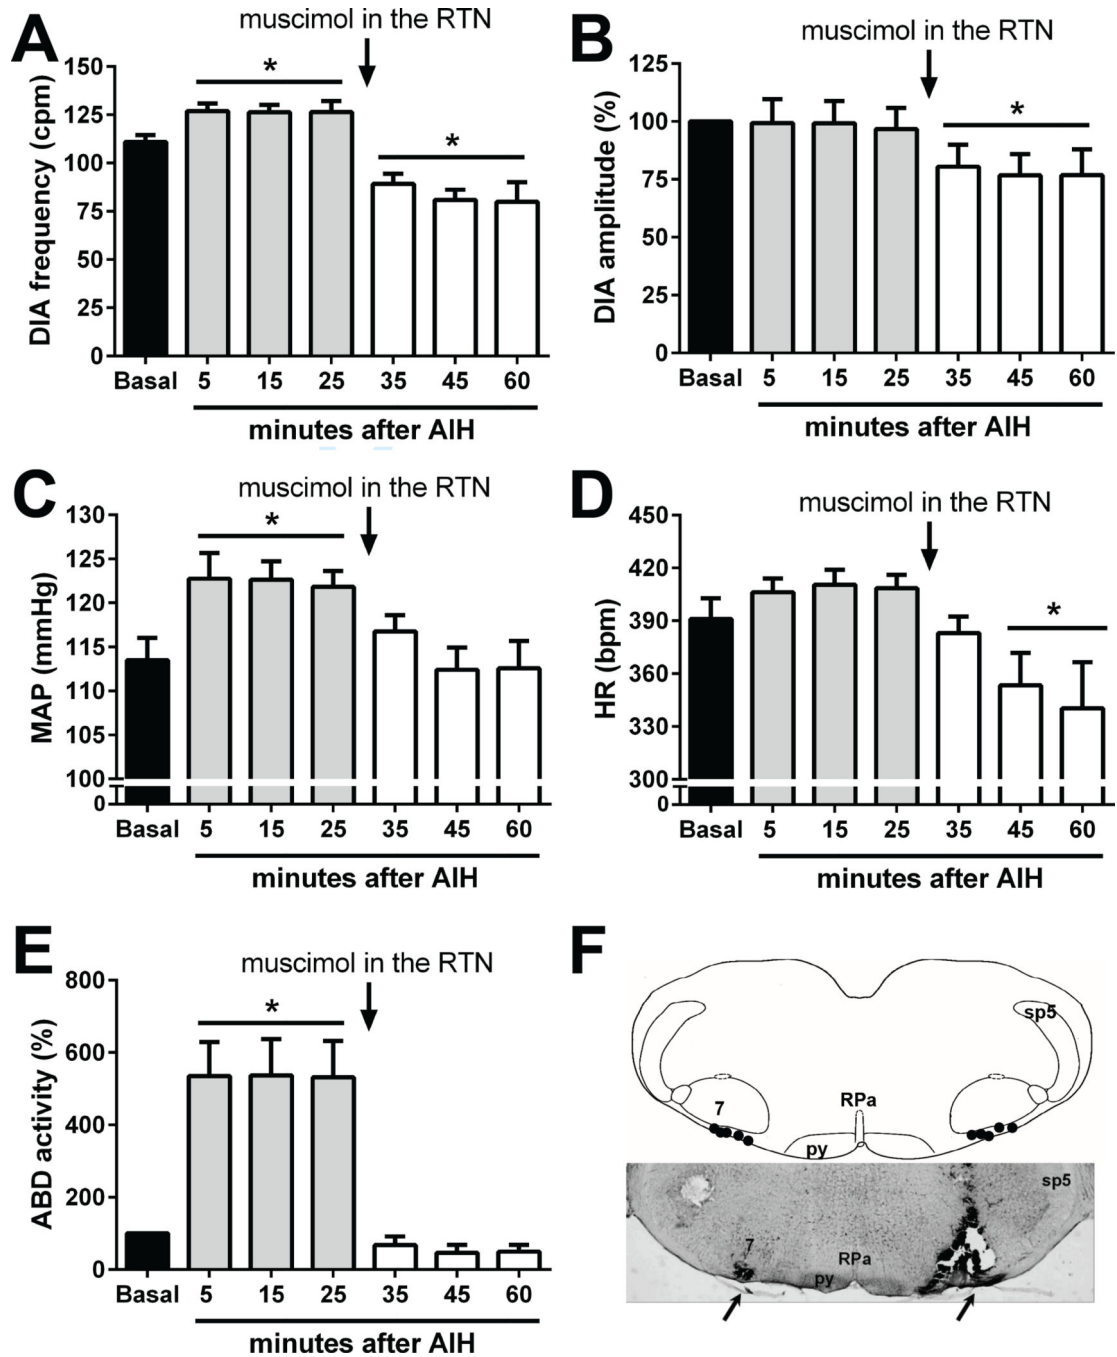 A
muscimol in the RTN
DIA frequency (cpm)
150
125
100
75
50
25
0
*
*
Basal 5 15 25 35 45 60
minutes after AIH
B
muscimol in the RTN
DIA amplitude (%)
125
100
75
50
25
0
*
Basal 5 15 25 35 45 60
minutes after AIH
C
muscimol in the RTN
MAP (mmHg)
130
125
120
115
110
105
100
0
*
Basal 5 15 25 35 45 60
minutes after AIH
D
muscimol in the RTN
HR (bpm)
450
420
390
360
330
300
0
*
Basal 5 15 25 35 45 60
minutes after AIH
E
muscimol in the RTN
ABD activity (%)
800
600
400
200
0
*
Basal 5 15 25 35 45 60
minutes after AIH
F
sp5
7
RPa
py
sp5
7
RPa
py